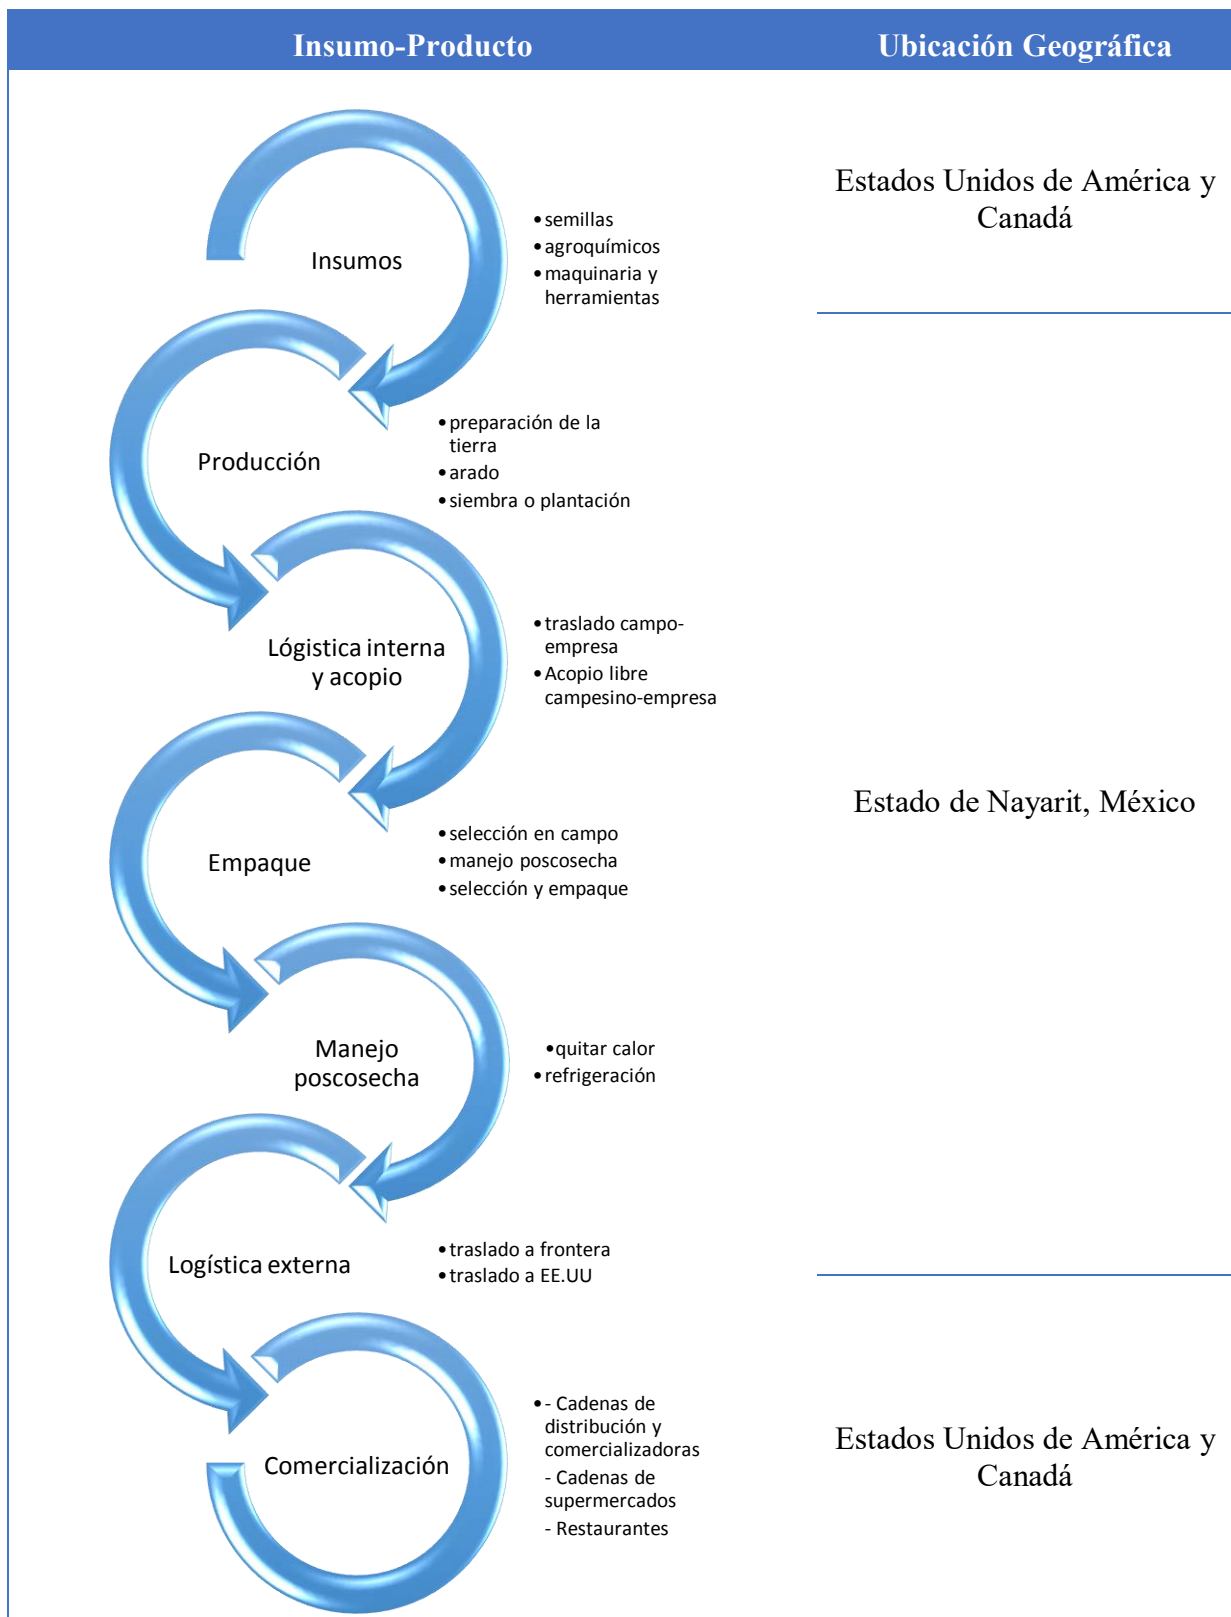 Insumo-Producto
Ubicación Geográfica
Insumos
•semillas
•agroquímicos
•maquinaria y
herramientas
Estados Unidos de América y
Canadá
Producción
•preparación de la
tierra
•arado
•siembra o plantación
Lógistica interna
y acopio
•traslado campo-
empresa
•Acopio libre
campesino-empresa
Empaque
•selección en campo
•manejo poscosecha
•selección y empaque
Estado de Nayarit, México
Manejo
poscosecha
•quitar calor
•refrigeración
Logística externa
•traslado a frontera
•traslado a EE.UU
Comercialización
•- Cadenas de
distribución y
comercializadoras
- Cadenas de
supermercados
- Restaurantes
Estados Unidos de América y
Canadá